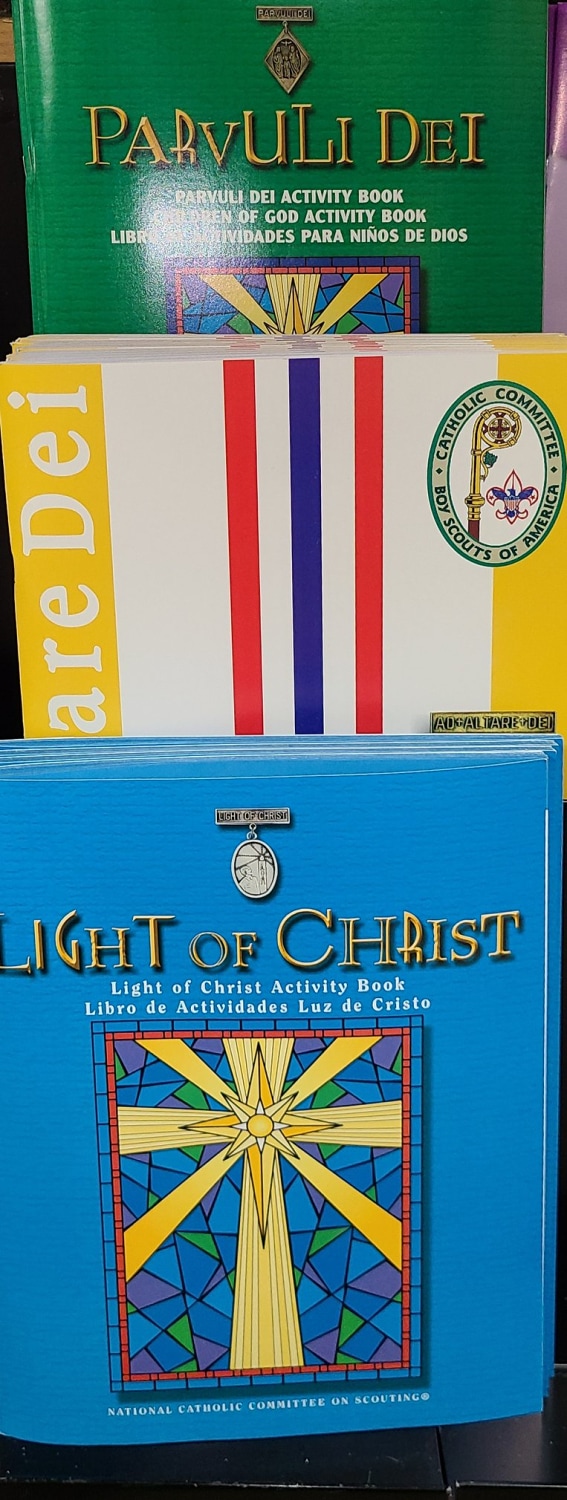 PARVULI DEI
PARVULI DEI
PARVULI DEI ACTIVITY BOOK
CHILDREN OF GOD ACTIVITY BOOK
LIBRO DE ACTIVIDADES PARA NIÑOS DE DIOS
are Dei
CATHOLIC COMMITTEE
BOY SCOUTS OF AMERICA
AD+ALTARE+DEI
LIGHT OF CHRIST
LIGHT OF CHRIST
Light of Christ Activity Book
Libro de Actividades Luz de Cristo
NATIONAL CATHOLIC COMMITTEE ON SCOUTING®